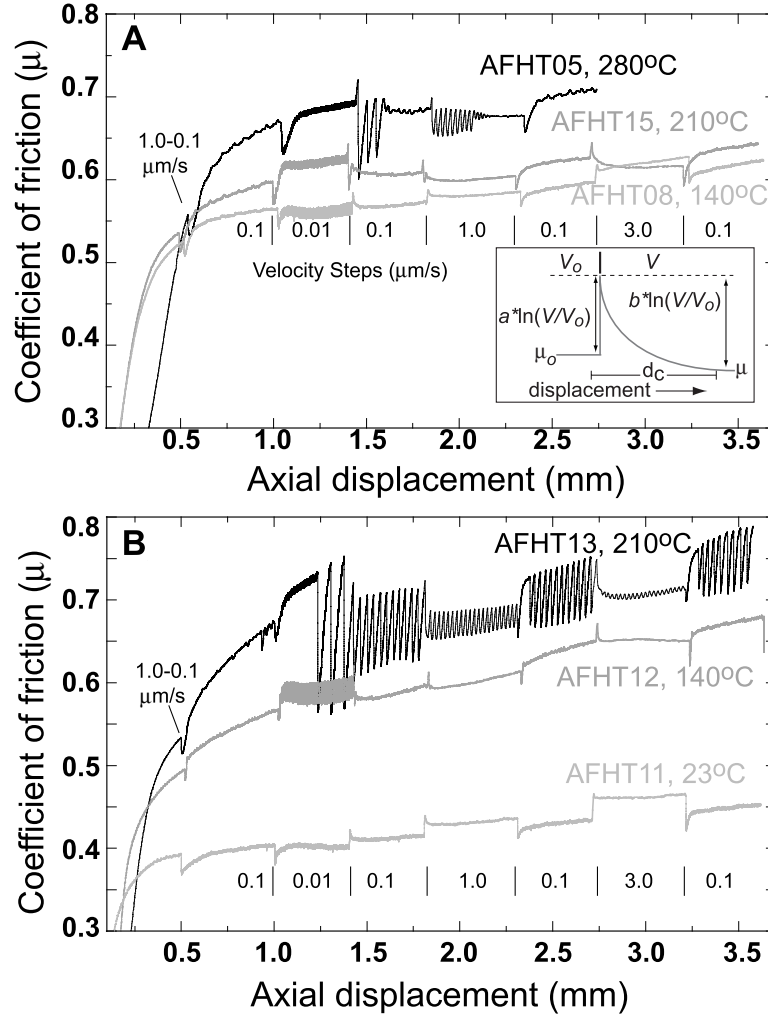 A
0.8
0.7
0.6
0.5
0.4
0.3
Coefficient of friction (μ)
AFHT05, 280ºC
AFHT15, 210ºC
AFHT08, 140ºC
1.0-0.1
μm/s
0.1 | 0.01 | 0.1 | 1.0 | 0.1 | 3.0 | 0.1
Velocity Steps (μm/s)
Vo V
a*ln(V/Vo) b*ln(V/Vo)
μo μ
dc
displacement
0.5 1.0 1.5 2.0 2.5 3.0 3.5
Axial displacement (mm)
B
0.8
0.7
0.6
0.5
0.4
0.3
Coefficient of friction (μ)
AFHT13, 210ºC
1.0-0.1
μm/s
AFHT12, 140ºC
AFHT11, 23ºC
0.1 | 0.01 | 0.1 | 1.0 | 0.1 | 3.0 | 0.1
0.5 1.0 1.5 2.0 2.5 3.0 3.5
Axial displacement (mm)